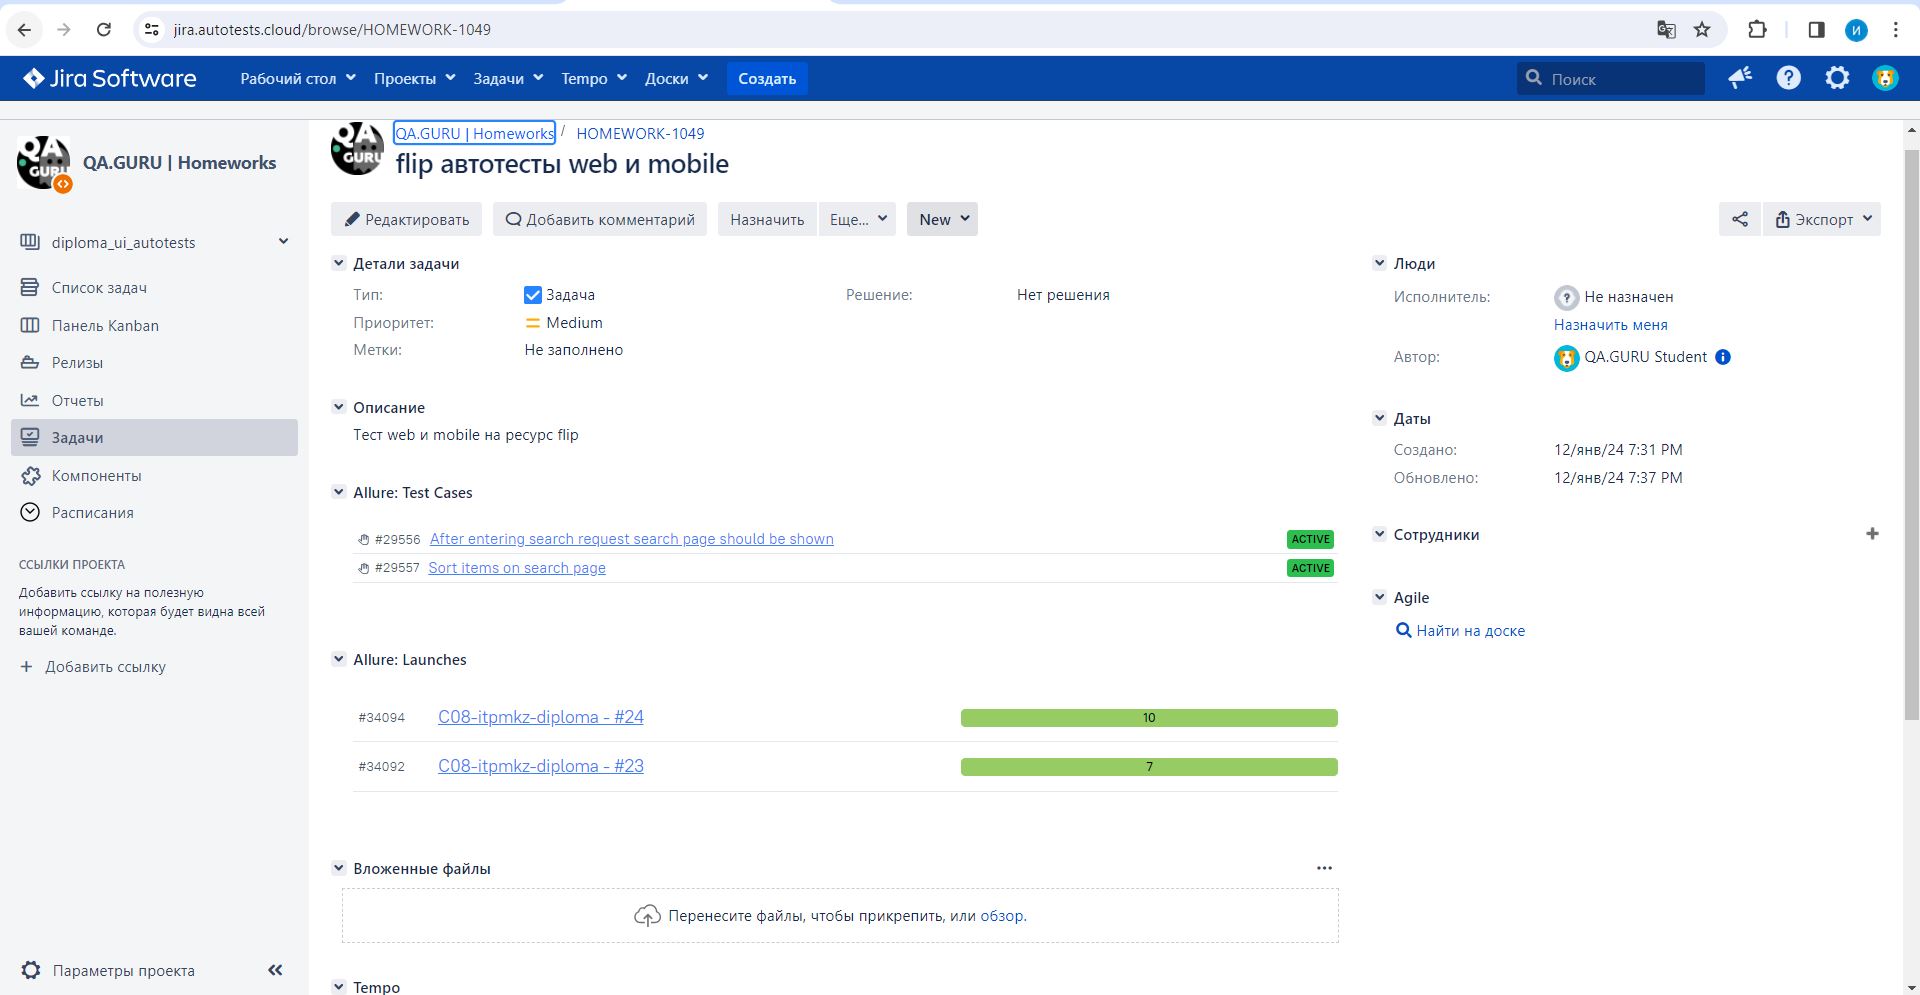 jira.autotests.cloud/browse/HOMEWORK-1049
И
Jira Software
Рабочий стол
Проекты
Задачи
Tempo
Доски
Создать
Поиск
QA GURU
QA.GURU | Homeworks
diploma_ui_autotests
Список задач
Панель Kanban
Релизы
Отчеты
Задачи
Компоненты
Расписания
ССЫЛКИ ПРОЕКТА
Добавить ссылку на полезную
информацию, которая будет видна всей
вашей команде.
+ Добавить ссылку
Параметры проекта
QA GURU
QA.GURU | Homeworks / HOMEWORK-1049
flip автотесты web и mobile
Редактировать
Добавить комментарий
Назначить
Еще...
New
Экспорт
Детали задачи
Тип: Задача
Решение: Нет решения
Приоритет: Medium
Метки: Не заполнено
Описание
Тест web и mobile на ресурс flip
Allure: Test Cases
#29556 After entering search request search page should be shown ACTIVE
#29557 Sort items on search page ACTIVE
Allure: Launches
#34094 C08-itpmkz-diploma - #24 10
#34092 C08-itpmkz-diploma - #23 7
Вложенные файлы
Перенесите файлы, чтобы прикрепить, или обзор.
Tempo
Люди
Исполнитель: Не назначен
Назначить меня
Автор: QA.GURU Student
Даты
Создано: 12/янв/24 7:31 PM
Обновлено: 12/янв/24 7:37 PM
Сотрудники
Agile
Найти на доске